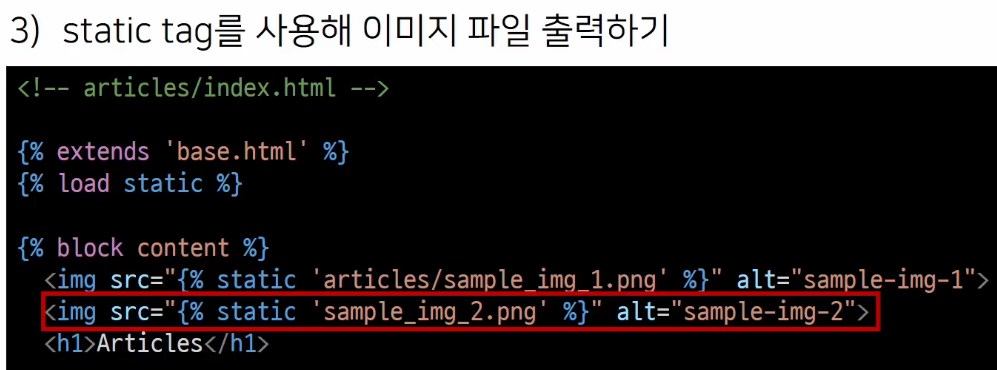 3) static tag를 사용해 이미지 파일 출력하기
<!-- articles/index.html -->
{% extends 'base.html' %}
{% load static %}
{% block content %}
<img src="{% static 'articles/sample_img_1.png' %}" alt="sample-img-1">
<img src="{% static 'sample_img_2.png' %}" alt="sample-img-2">
<h1>Articles</h1>